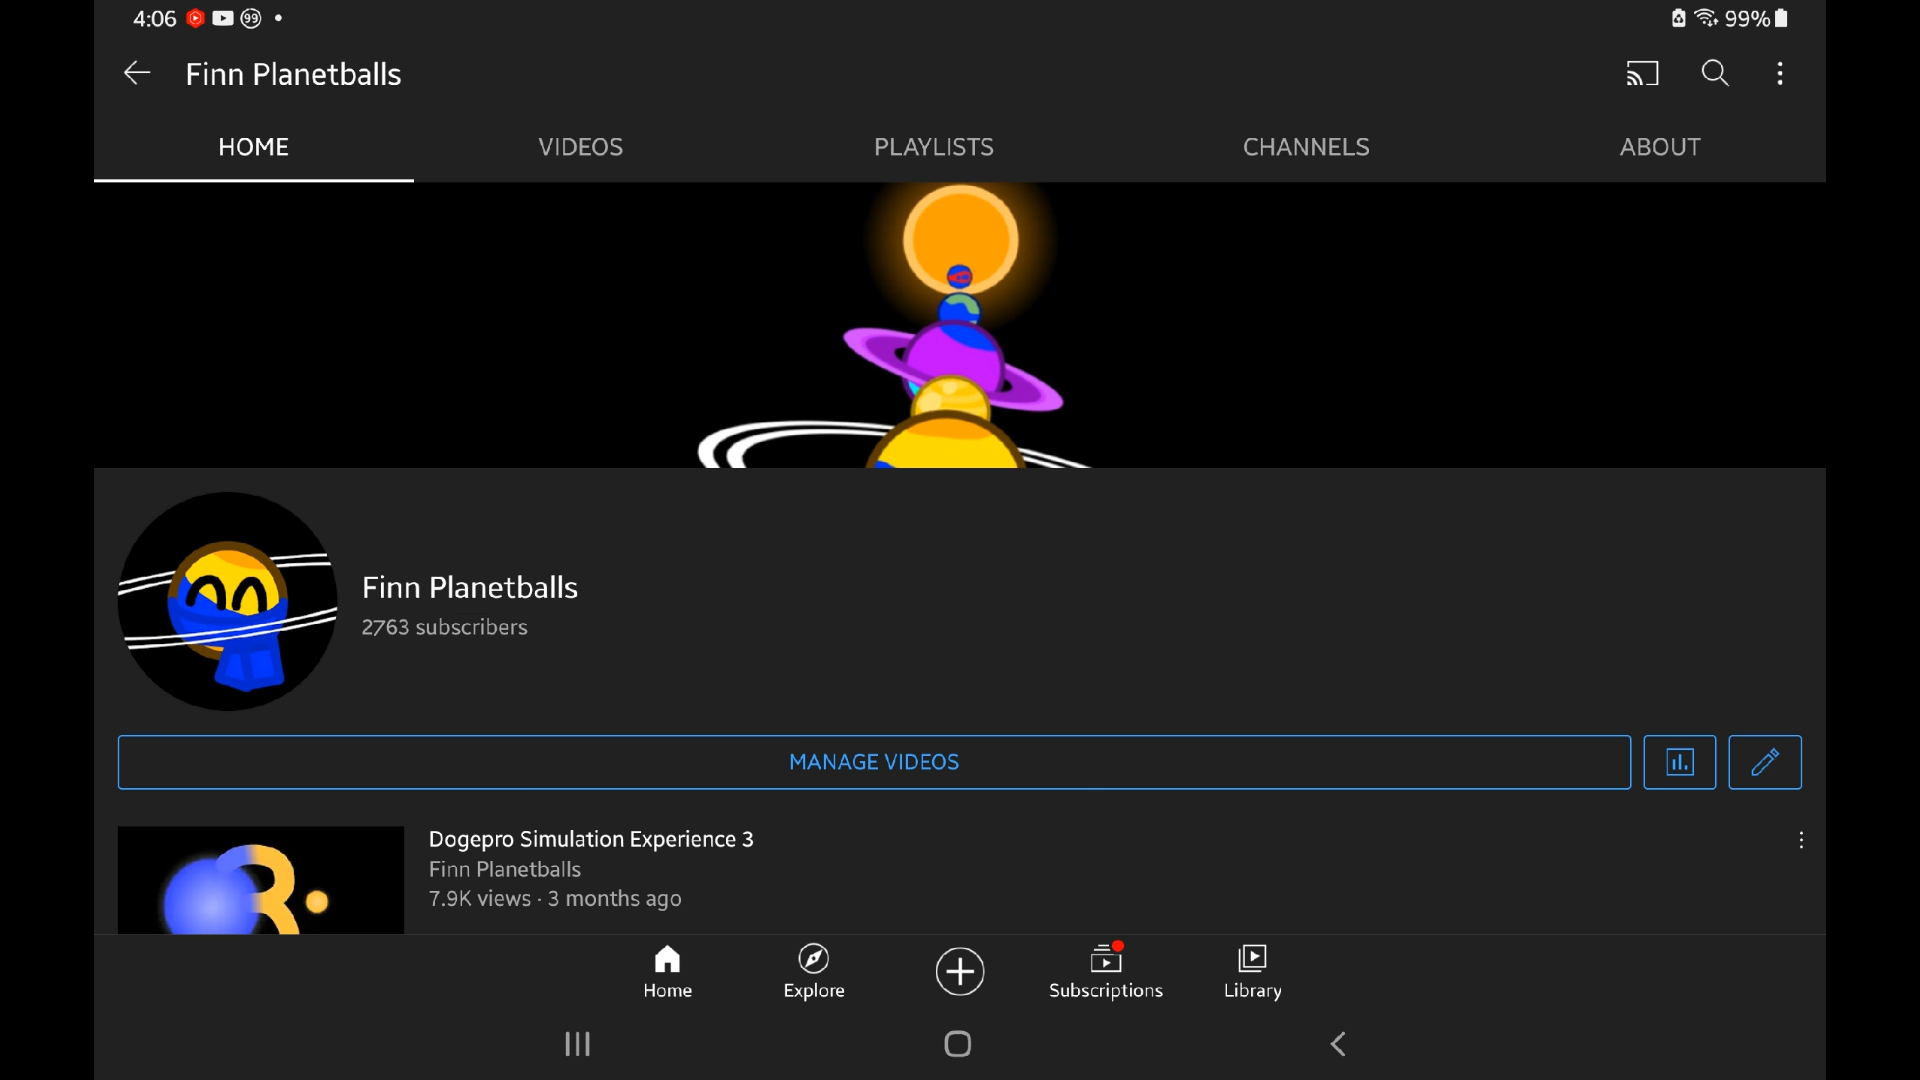 4:06 99 99%
Finn Planetballs
HOME VIDEOS PLAYLISTS CHANNELS ABOUT
Finn Planetballs
2763 subscribers
MANAGE VIDEOS
Dogepro Simulation Experience 3
Finn Planetballs
7.9K views · 3 months ago
Home Explore Subscriptions Library